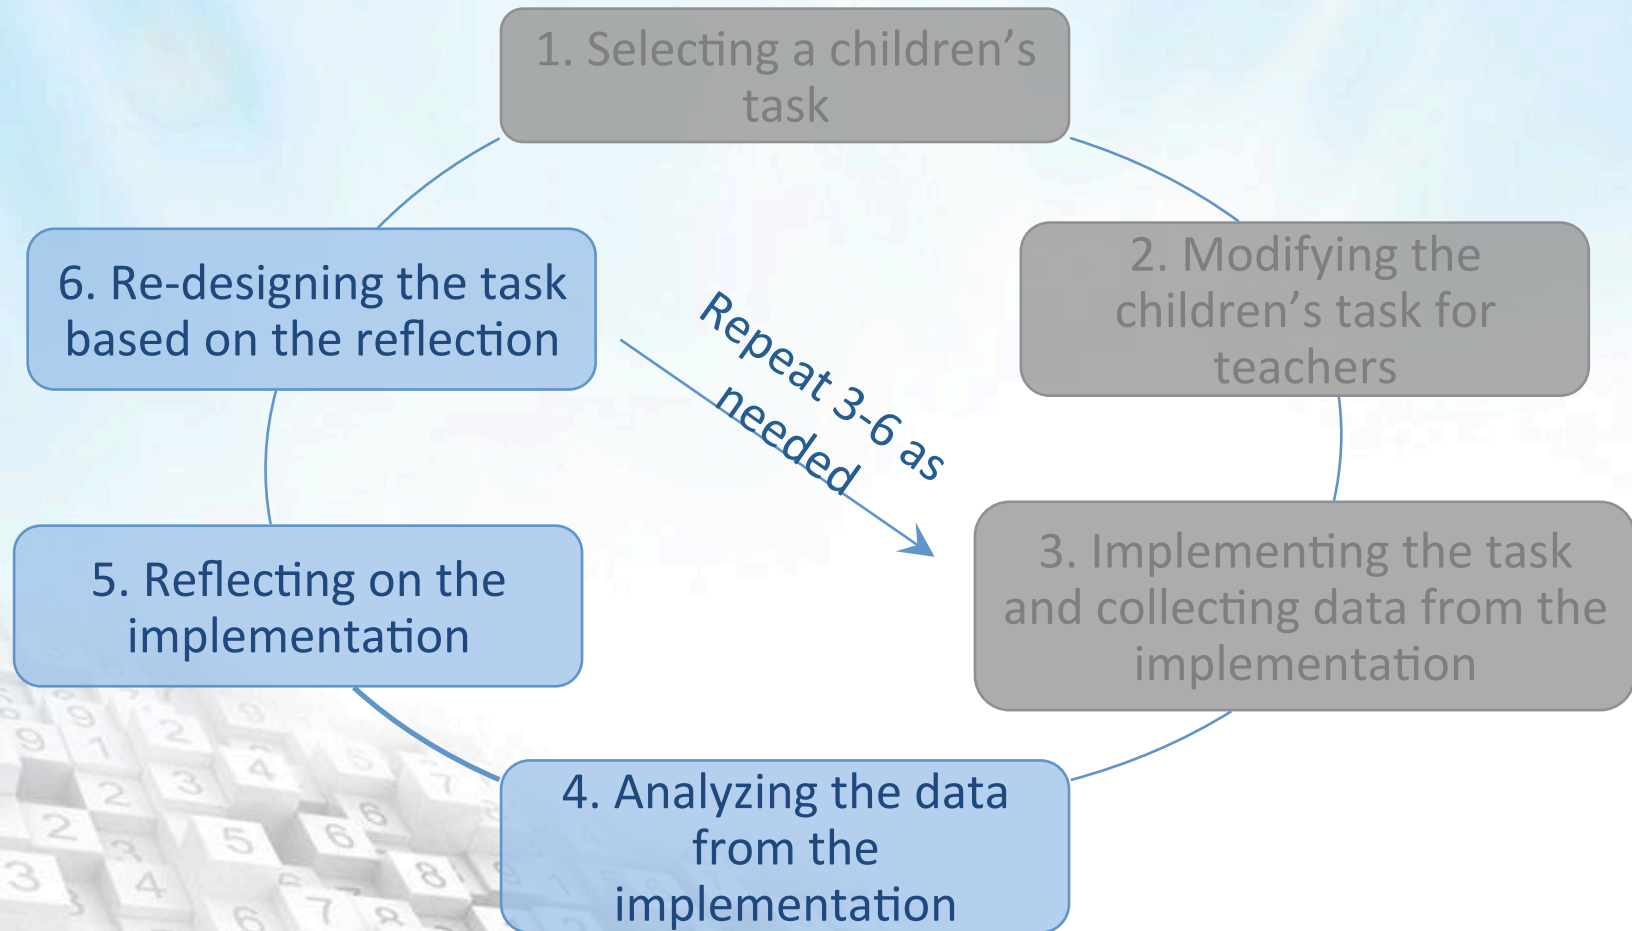 1. Selecting a children’s
task
2. Modifying the
children’s task for
teachers
3. Implementing the task
and collecting data from the
implementation
4. Analyzing the data
from the
implementation
5. Reflecting on the
implementation
6. Re-designing the task
based on the reflection
Repeat 3-6 as
needed